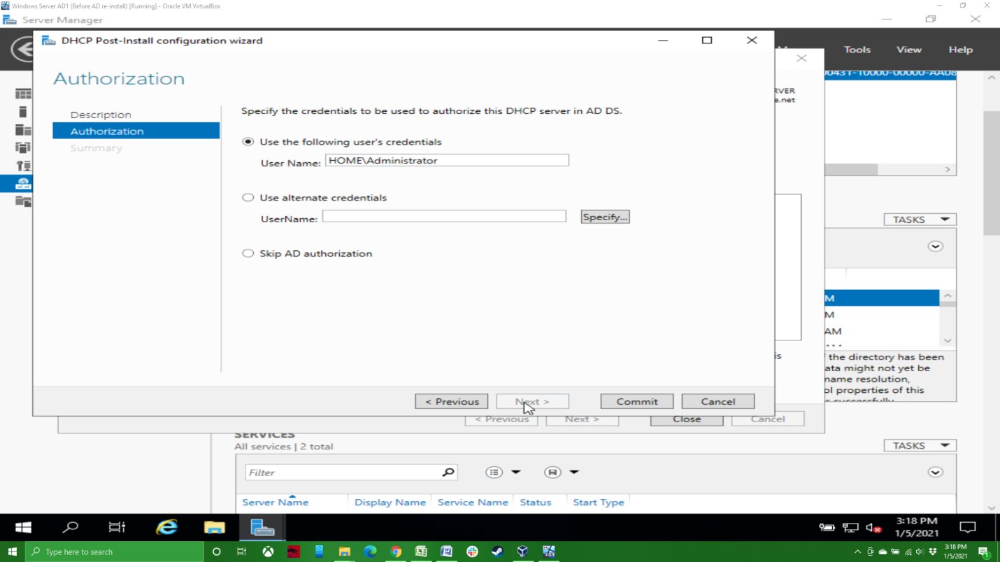 Windows Server AD1 (Before AD re-install) [Running] - Oracle VM VirtualBox
Server Manager
DHCP Post-Install configuration wizard
Tools View Help
Authorization
RVER
e.net
Description
Authorization
Summary
Specify the credentials to be used to authorize this DHCP server in AD DS.
Use the following user's credentials
User Name: HOME\Administrator
Use alternate credentials
UserName:
Specify...
TASKS
Skip AD authorization
M
M
AM
is
f the directory has been
ata might not yet be
name resolution,
ol properties of this
< Previous Next > Commit Cancel
< Previous Next > Close Cancel
SERVICES
All services | 2 total
TASKS
Filter
Server Name Display Name Service Name Status Start Type
3:18 PM
1/5/2021
Type here to search
3:18 PM
1/5/2021